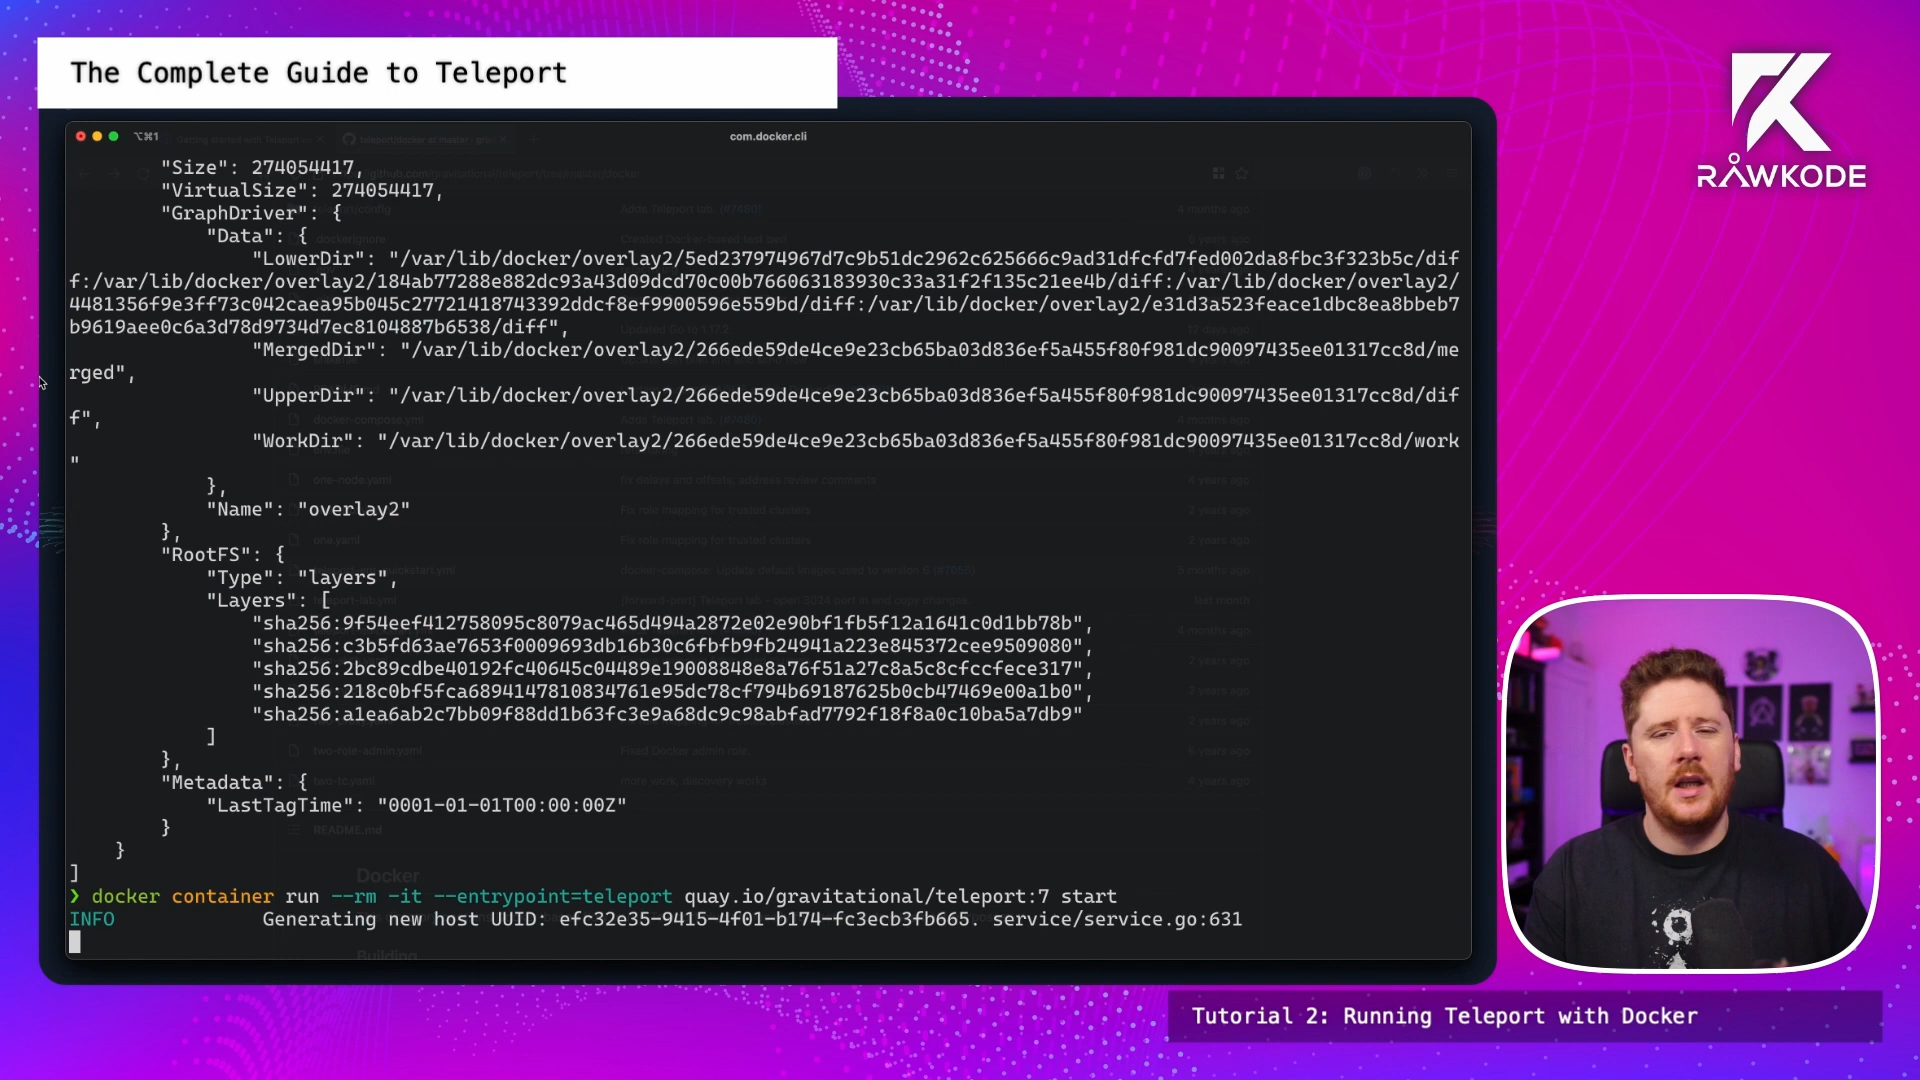 The Complete Guide to Teleport
RAWKODE
⌥⌘1
com.docker.cli
"Size": 274054417,
"VirtualSize": 274054417,
"GraphDriver": {
"Data": {
"LowerDir": "/var/lib/docker/overlay2/5ed237974967d7c9b51dc2962c625666c9ad31dfcfd7fed002da8fbc3f323b5c/dif
f:/var/lib/docker/overlay2/184ab77288e882dc93a43d09dcd70c00b766063183930c33a31f2f135c21ee4b/diff:/var/lib/docker/overlay2/
4481356f9e3ff73c042caea95b045c27721418743392ddcf8ef9900596e559bd/diff:/var/lib/docker/overlay2/e31d3a523feace1dbc8ea8bbeb7
b9619aee0c6a3d78d9734d7ec8104887b6538/diff",
"MergedDir": "/var/lib/docker/overlay2/266ede59de4ce9e23cb65ba03d836ef5a455f80f981dc90097435ee01317cc8d/me
rged",
"UpperDir": "/var/lib/docker/overlay2/266ede59de4ce9e23cb65ba03d836ef5a455f80f981dc90097435ee01317cc8d/dif
f",
"WorkDir": "/var/lib/docker/overlay2/266ede59de4ce9e23cb65ba03d836ef5a455f80f981dc90097435ee01317cc8d/work
"
},
"Name": "overlay2"
},
"RootFS": {
"Type": "layers",
"Layers": [
"sha256:9f54eef412758095c8079ac465d494a2872e02e90bf1fb5f12a1641c0d1bb78b",
"sha256:c3b5fd63ae7653f0009693db16b30c6fbfb9fb24941a223e845372cee9509080",
"sha256:2bc89cdbe40192fc40645c04489e19008848e8a76f51a27c8a5c8cfccfece317",
"sha256:218c0bf5fca68941147810834761e95dc78cf794b69187625b0cb47469e00a1b0",
"sha256:a1ea6ab2c7bb09f88dd1b63fc3e9a68dc9c98abfad7792f18f8a0c10ba5a7db9"
]
},
"Metadata": {
"LastTagTime": "0001-01-01T00:00:00Z"
}
}
]
❯ docker container run --rm -it --entrypoint=teleport quay.io/gravitational/teleport:7 start
INFO Generating new host UUID: efc32e35-9415-4f01-b174-fc3ecb3fb665. service/service.go:631
Tutorial 2: Running Teleport with Docker